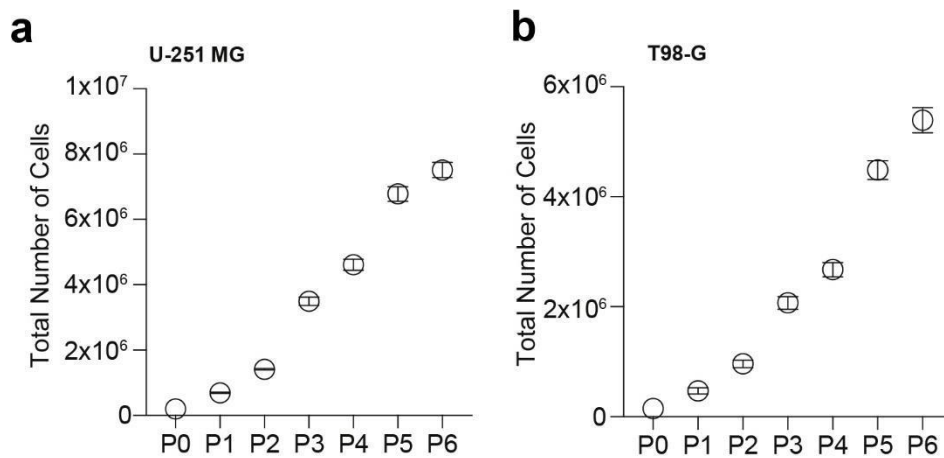 a
U-251 MG
Total Number of Cells
1x10⁷
8x10⁶
6x10⁶
4x10⁶
2x10⁶
0
P0 P1 P2 P3 P4 P5 P6
b
T98-G
Total Number of Cells
6x10⁶
4x10⁶
2x10⁶
0
P0 P1 P2 P3 P4 P5 P6